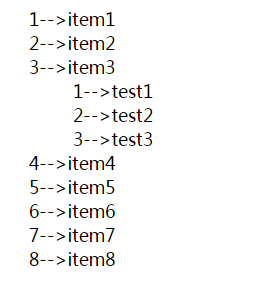 1-->item1
2-->item2
3-->item3
1-->test1
2-->test2
3-->test3
4-->item4
5-->item5
6-->item6
7-->item7
8-->item8